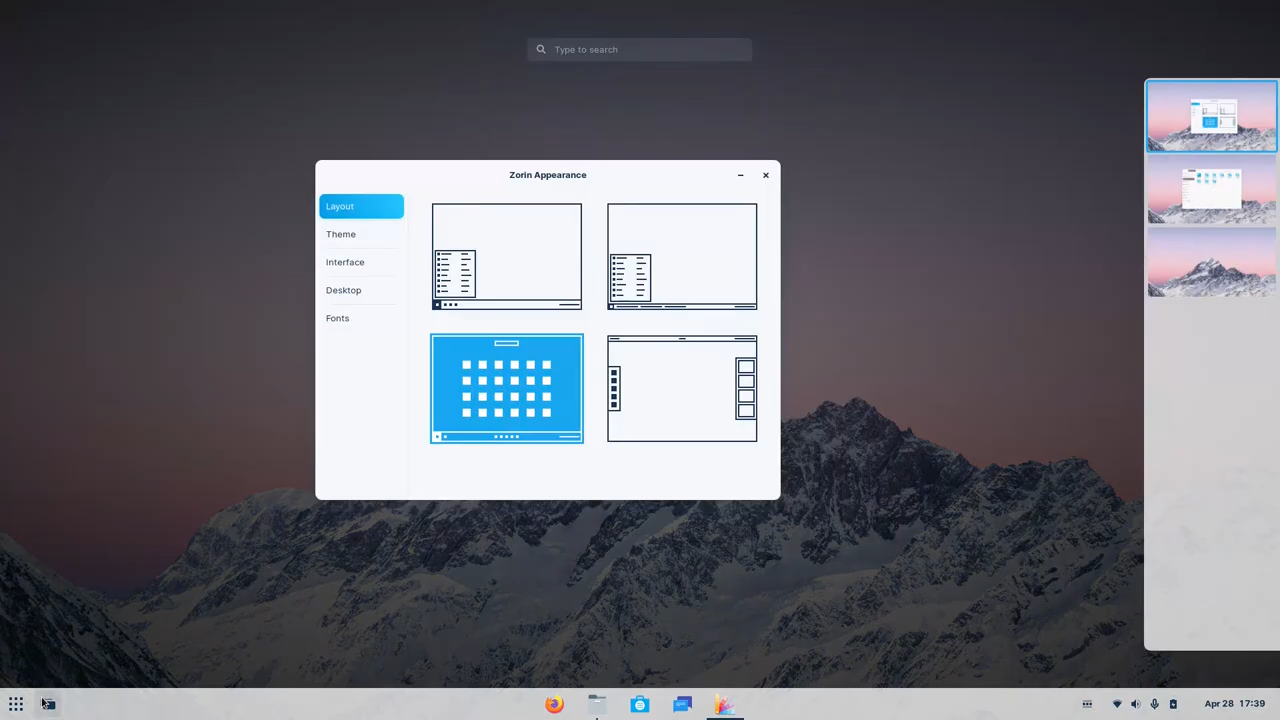 Type to search
Zorin Appearance
Layout
Theme
Interface
Desktop
Fonts
Apr 28 17:39